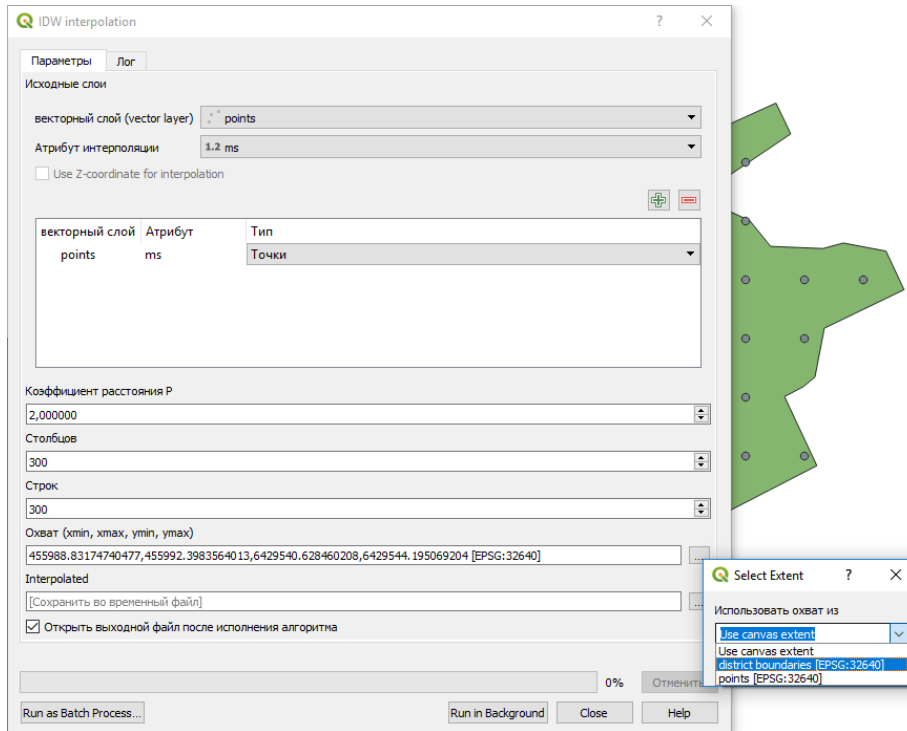 IDW interpolation
Параметры Лог
Исходные слои
векторный слой (vector layer) points
Атрибут интерполяции 1.2 ms
Use Z-coordinate for interpolation
векторный слой Атрибут Тип
points ms Точки
Коэффициент расстояния P
2,000000
Столбцов
300
Строк
300
Охват (xmin, xmax, ymin, ymax)
455988.83174740477,455992.3983564013,6429540.628460208,6429544.195069204 [EPSG:32640]
...
Interpolated
[Сохранить во временный файл]
...
Открыть выходной файл после исполнения алгоритма
0% Отменить
Run as Batch Process... Run in Background Close Help
Select Extent ?
Использовать охват из
Use canvas extent
Use canvas extent
district boundaries [EPSG:32640]
points [EPSG:32640]